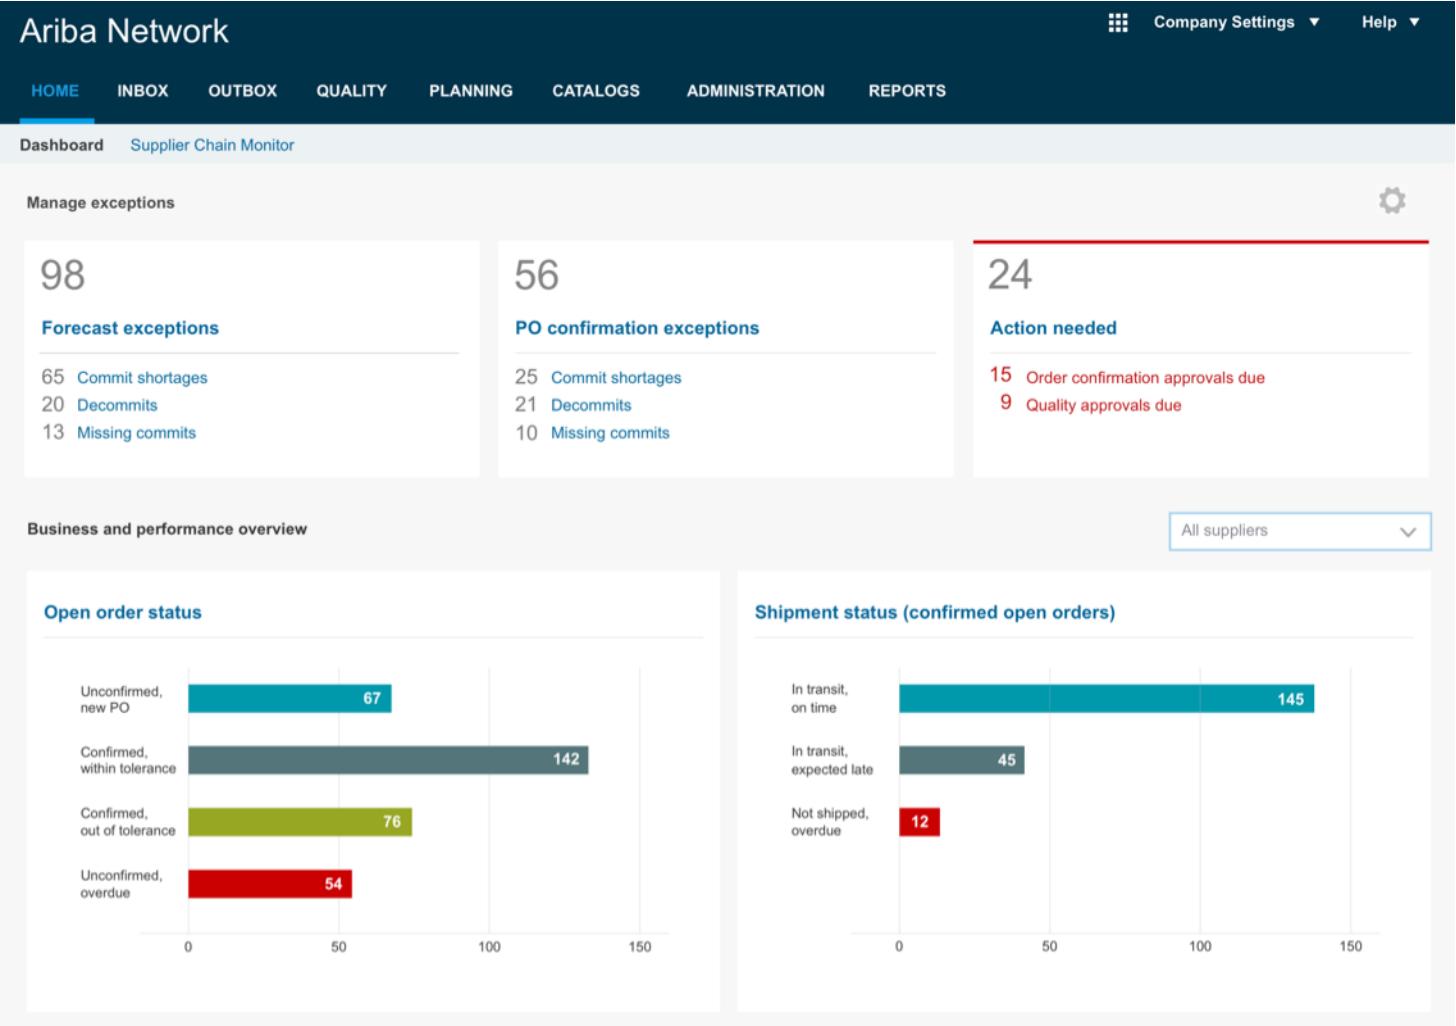 Ariba Network
Company Settings ▼
Help ▼
HOME INBOX OUTBOX QUALITY PLANNING CATALOGS ADMINISTRATION REPORTS
Dashboard Supplier Chain Monitor
Manage exceptions
98
Forecast exceptions
65 Commit shortages
20 Decommits
13 Missing commits
56
PO confirmation exceptions
25 Commit shortages
21 Decommits
10 Missing commits
24
Action needed
15 Order confirmation approvals due
9 Quality approvals due
Business and performance overview
All suppliers
Open order status
Unconfirmed,
new PO
67
Confirmed,
within tolerance
142
Confirmed,
out of tolerance
76
Unconfirmed,
overdue
54
0 50 100 150
Shipment status (confirmed open orders)
In transit,
on time
145
In transit,
expected late
45
Not shipped,
overdue
12
0 50 100 150